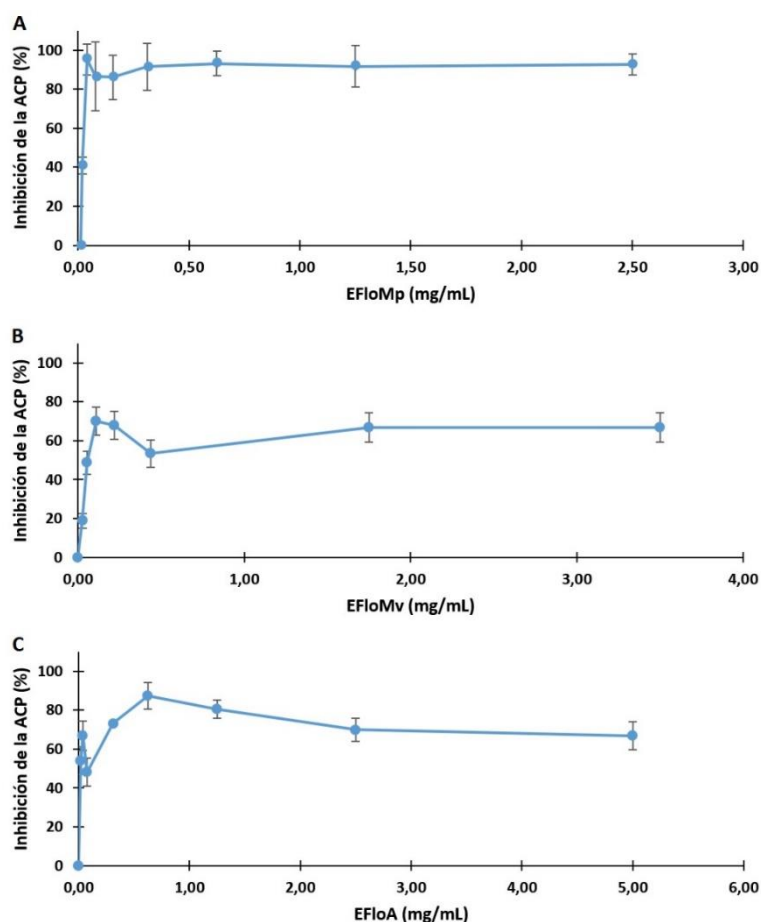 A
Inhibición de la ACP (%)
100
80
60
40
20
0
0,00 0,50 1,00 1,50 2,00 2,50 3,00
EFloMp (mg/mL)
B
Inhibición de la ACP (%)
100
80
60
40
20
0
0,00 1,00 2,00 3,00 4,00
EFloMv (mg/mL)
C
Inhibición de la ACP (%)
100
80
60
40
20
0
0,00 1,00 2,00 3,00 4,00 5,00 6,00
EFloA (mg/mL)